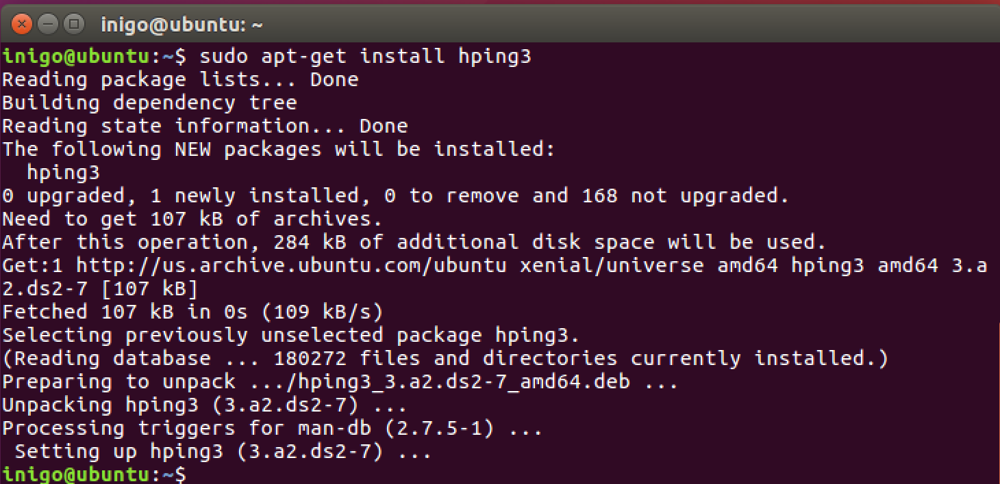 inigo@ubuntu: ~
inigo@ubuntu:~$ sudo apt-get install hping3
Reading package lists... Done
Building dependency tree
Reading state information... Done
The following NEW packages will be installed:
  hping3
0 upgraded, 1 newly installed, 0 to remove and 168 not upgraded.
Need to get 107 kB of archives.
After this operation, 284 kB of additional disk space will be used.
Get:1 http://us.archive.ubuntu.com/ubuntu xenial/universe amd64 hping3 amd64 3.a
2.ds2-7 [107 kB]
Fetched 107 kB in 0s (109 kB/s)
Selecting previously unselected package hping3.
(Reading database ... 180272 files and directories currently installed.)
Preparing to unpack .../hping3_3.a2.ds2-7_amd64.deb ...
Unpacking hping3 (3.a2.ds2-7) ...
Processing triggers for man-db (2.7.5-1) ...
 Setting up hping3 (3.a2.ds2-7) ...
inigo@ubuntu:~$